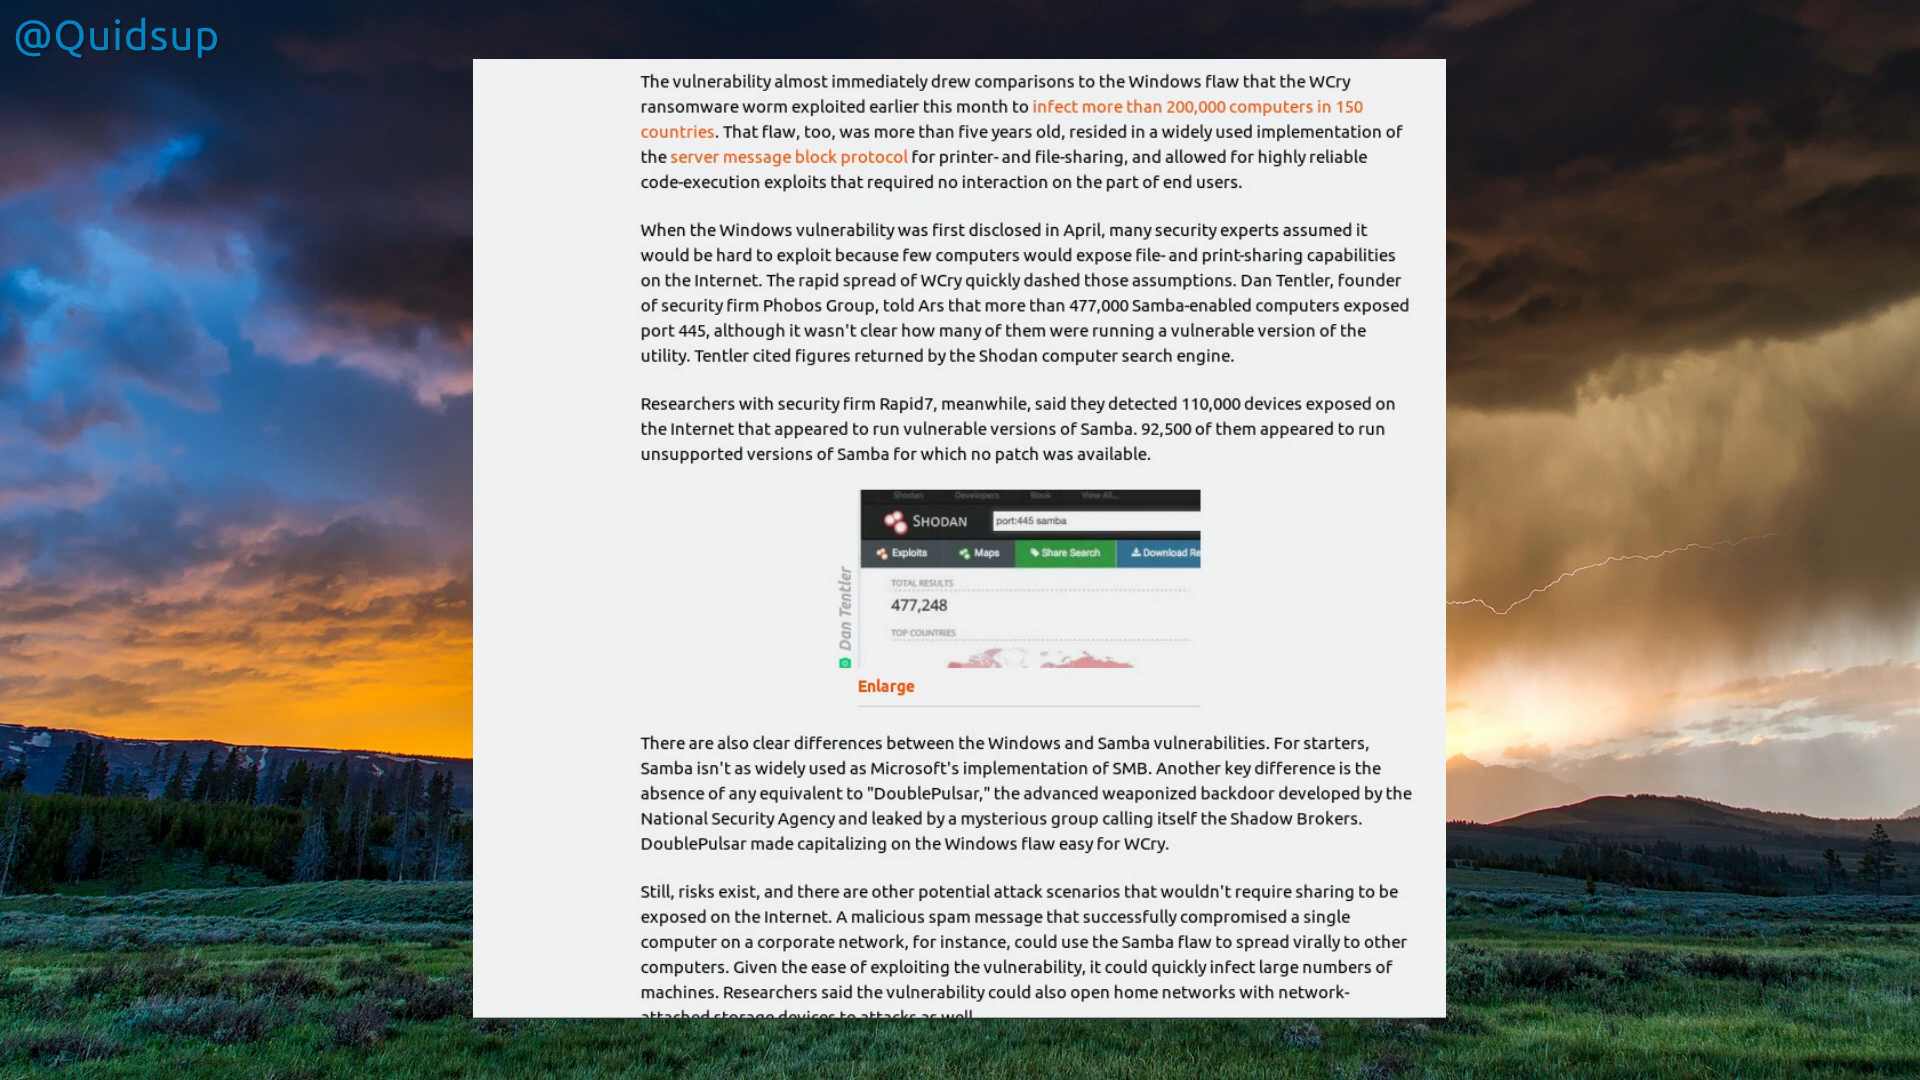 @Quidsup
The vulnerability almost immediately drew comparisons to the Windows flaw that the WCry
ransomware worm exploited earlier this month to infect more than 200,000 computers in 150
countries. That flaw, too, was more than five years old, resided in a widely used implementation of
the server message block protocol for printer- and file-sharing, and allowed for highly reliable
code-execution exploits that required no interaction on the part of end users.
When the Windows vulnerability was first disclosed in April, many security experts assumed it
would be hard to exploit because few computers would expose file- and print-sharing capabilities
on the Internet. The rapid spread of WCry quickly dashed those assumptions. Dan Tentler, founder
of security firm Phobos Group, told Ars that more than 477,000 Samba-enabled computers exposed
port 445, although it wasn't clear how many of them were running a vulnerable version of the
utility. Tentler cited figures returned by the Shodan computer search engine.
Researchers with security firm Rapid7, meanwhile, said they detected 110,000 devices exposed on
the Internet that appeared to run vulnerable versions of Samba. 92,500 of them appeared to run
unsupported versions of Samba for which no patch was available.
Shodan Developers Book View All...
SHODAN port:445 samba
Exploits Maps Share Search Download Re
TOTAL RESULTS
477,248
TOP COUNTRIES
Dan Tentler
Enlarge
There are also clear differences between the Windows and Samba vulnerabilities. For starters,
Samba isn't as widely used as Microsoft's implementation of SMB. Another key difference is the
absence of any equivalent to "DoublePulsar," the advanced weaponized backdoor developed by the
National Security Agency and leaked by a mysterious group calling itself the Shadow Brokers.
DoublePulsar made capitalizing on the Windows flaw easy for WCry.
Still, risks exist, and there are other potential attack scenarios that wouldn't require sharing to be
exposed on the Internet. A malicious spam message that successfully compromised a single
computer on a corporate network, for instance, could use the Samba flaw to spread virally to other
computers. Given the ease of exploiting the vulnerability, it could quickly infect large numbers of
machines. Researchers said the vulnerability could also open home networks with network-
attached storage devices to attacks as well